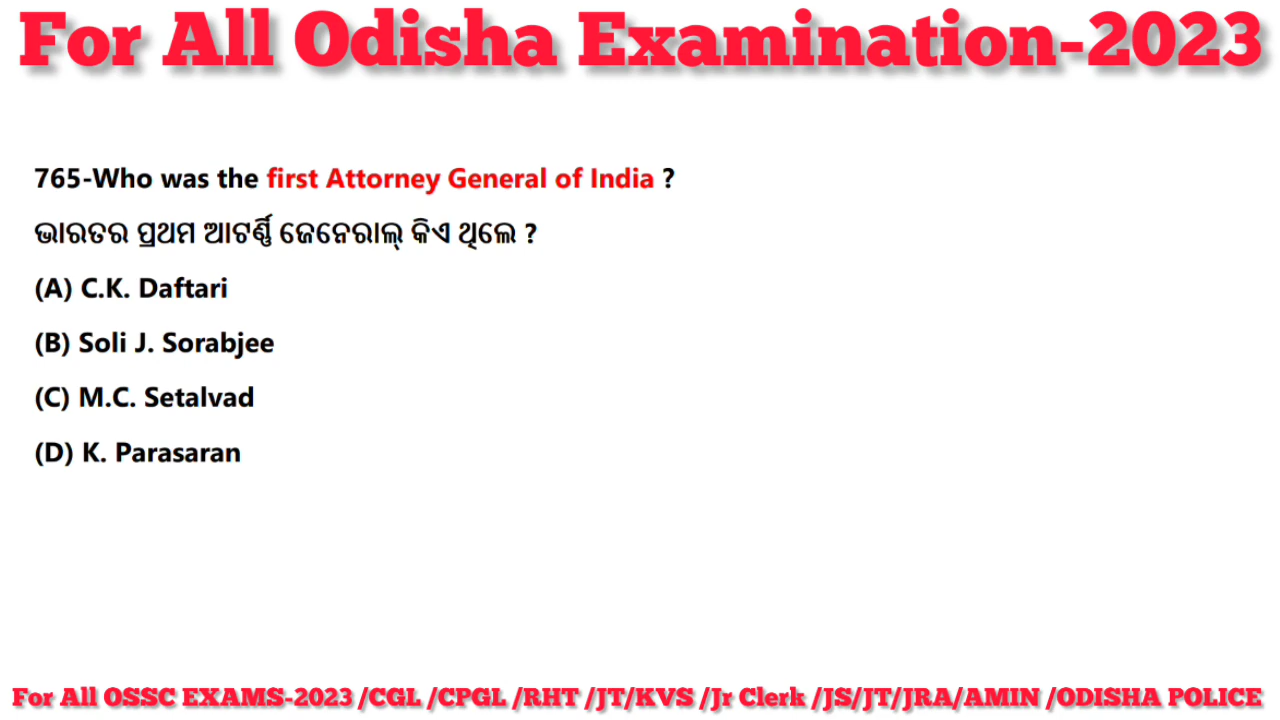 For All Odisha Examination-2023
765-Who was the first Attorney General of India ?
ଭାରତର ପ୍ରଥମ ଆଟର୍ଣ୍ଣି ଜେନେରାଲ୍ କିଏ ଥିଲେ ?
(A) C.K. Daftari
(B) Soli J. Sorabjee
(C) M.C. Setalvad
(D) K. Parasaran
For All OSSC EXAMS-2023 /CGL /CPGL /RHT /JT/KVS /Jr Clerk /JS/JT/JRA/AMIN /ODISHA POLICE